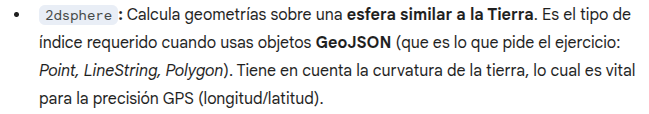 • 2dsphere: Calcula geometrías sobre una esfera similar a la Tierra. Es el tipo de
índice requerido cuando usas objetos GeoJSON (que es lo que pide el ejercicio:
Point, LineString, Polygon). Tiene en cuenta la curvatura de la tierra, lo cual es vital
para la precisión GPS (longitud/latitud).